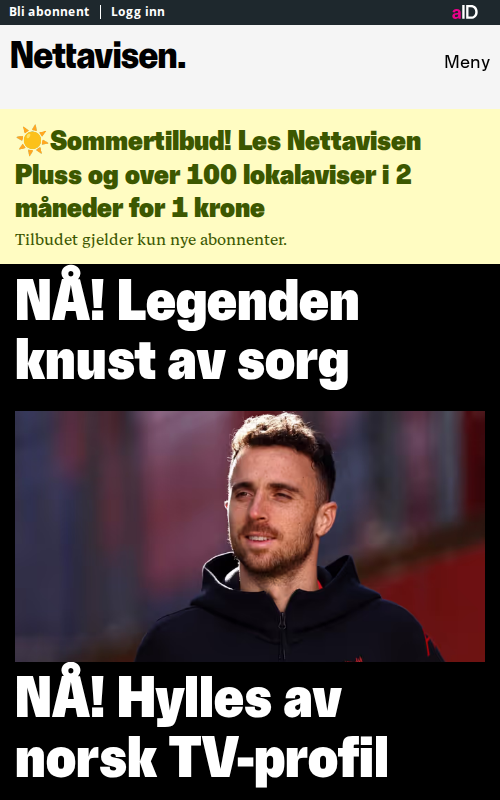 Bli abonnent | Logg inn
aID
Nettavisen.
Meny
☀️Sommertilbud! Les Nettavisen
Pluss og over 100 lokalaviser i 2
måneder for 1 krone
Tilbudet gjelder kun nye abonnenter.
NÅ! Legenden
knust av sorg
NÅ! Hylles av
norsk TV-profil